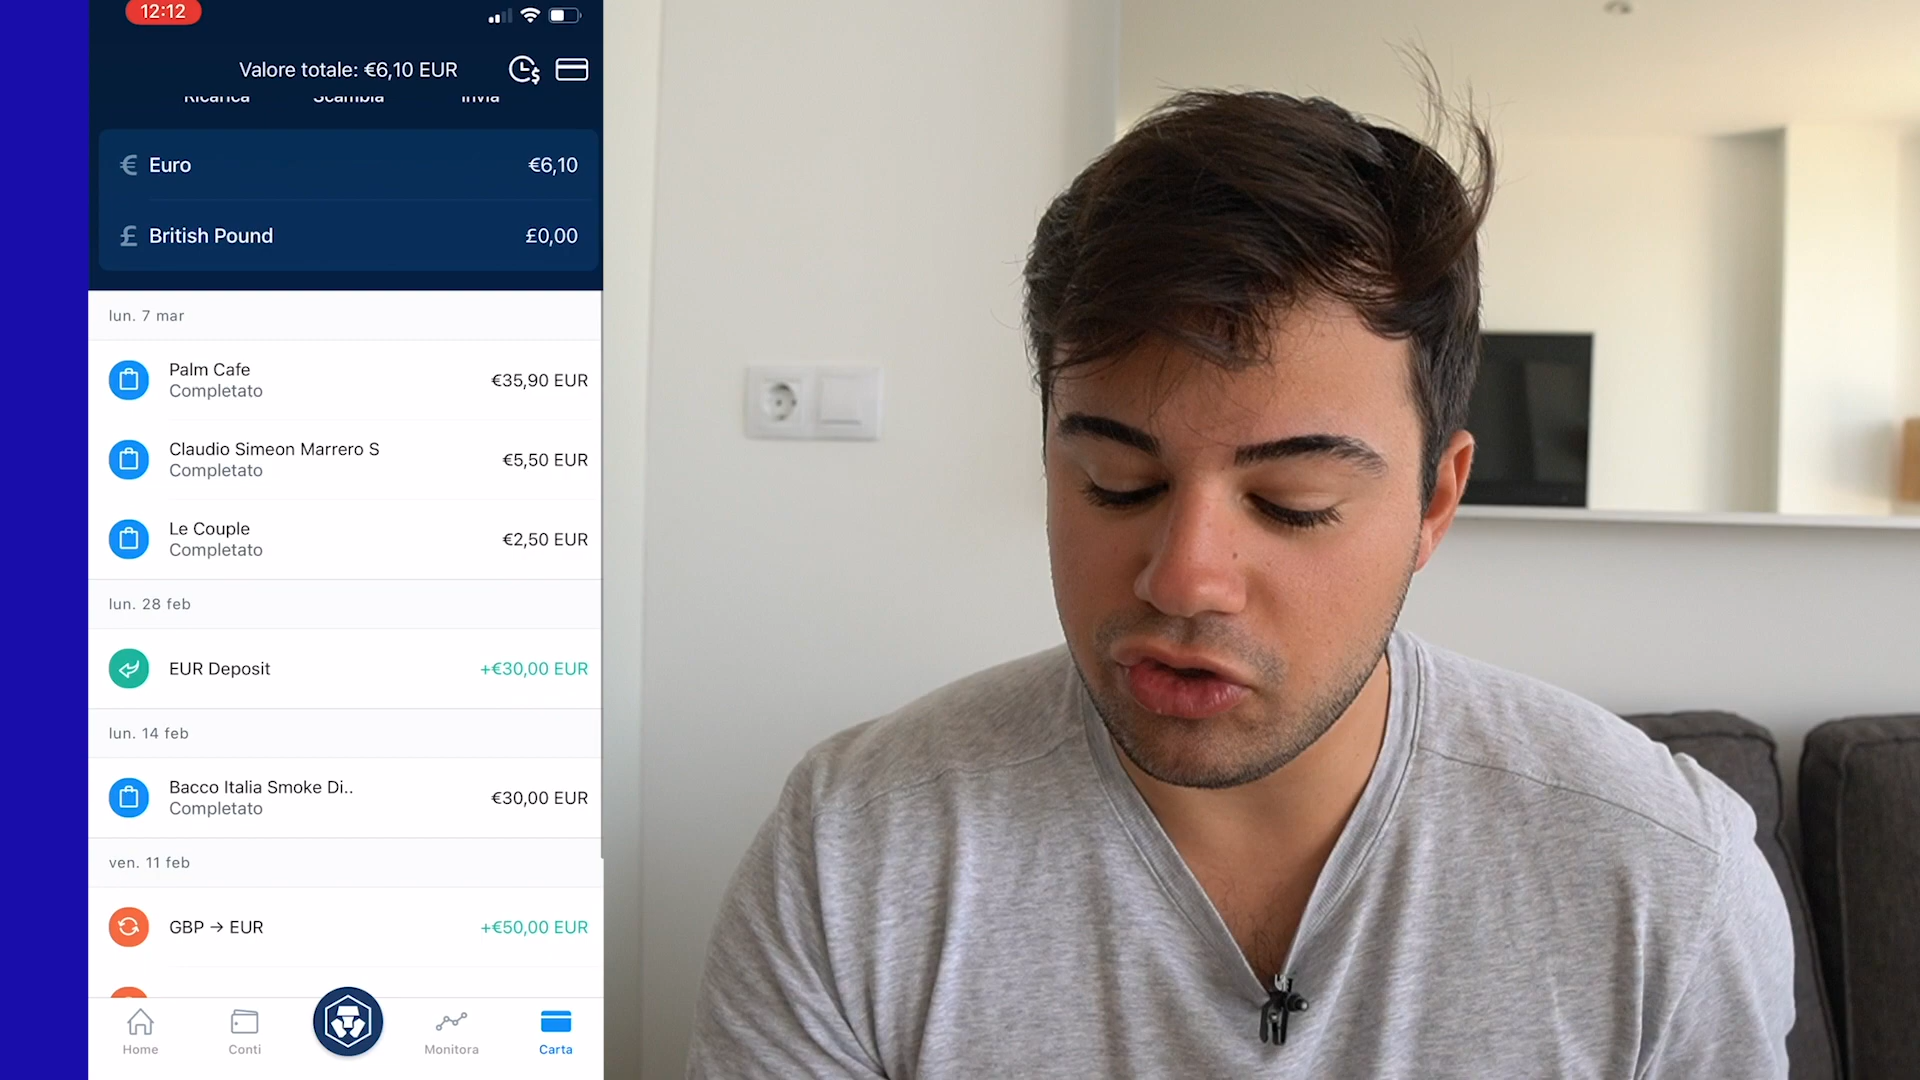 12:12
Valore totale: €6,10 EUR
Ricarica Scambia Invia
€ Euro €6,10
£ British Pound £0,00
lun. 7 mar
Palm Cafe
Completato
€35,90 EUR
Claudio Simeon Marrero S
Completato
€5,50 EUR
Le Couple
Completato
€2,50 EUR
lun. 28 feb
EUR Deposit +€30,00 EUR
lun. 14 feb
Bacco Italia Smoke Di..
Completato
€30,00 EUR
ven. 11 feb
GBP → EUR +€50,00 EUR
Home Conti Monitora Carta